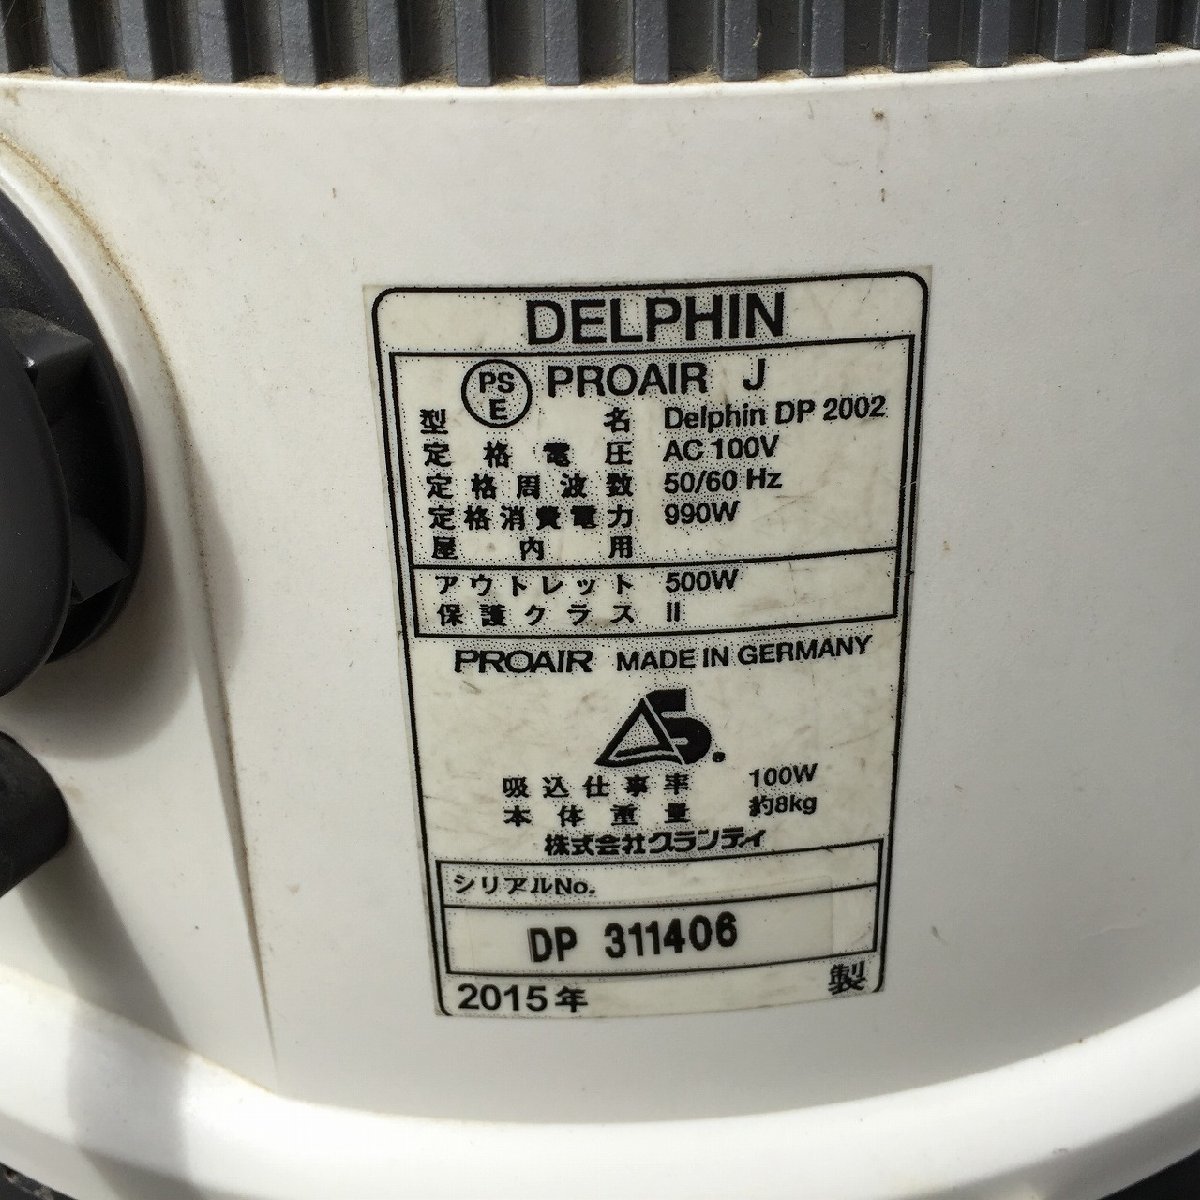 DELPHIN
PSE PROAIR J
型名 Delphin DP 2002
定格電圧 AC 100V
定格周波数 50/60 Hz
定格消費電力 990W
屋内用
アウトレット 500W
保護クラス II
PROAIR MADE IN GERMANY
吸込仕事率 100W
本体重量 約8kg
株式会社クランティ
シリアルNo.
DP 311406
2015年 製